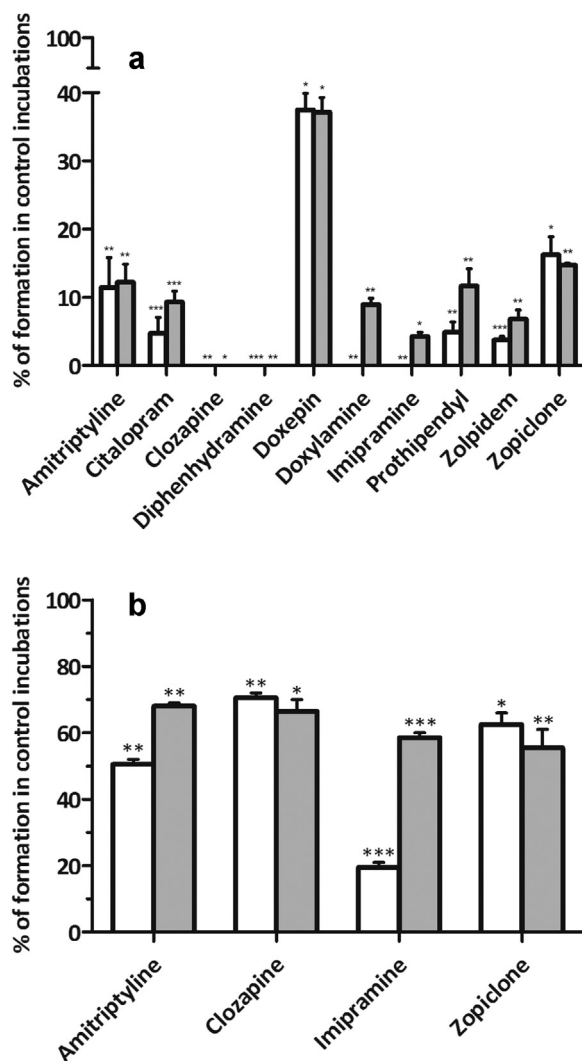 a
% of formation in control incubations
100
40
30
20
10
0
* *
** ** *** *** ** * *** ** ** ** ** * ** ** *** ** * **
Amitriptyline
Citalopram
Clozapine
Diphenhydramine
Doxepin
Doxylamine
Imipramine
Prothipendyl
Zolpidem
Zopiclone
b
% of formation in control incubations
100
80
60
40
20
0
** ** ** * *** *** * **
Amitriptyline
Clozapine
Imipramine
Zopiclone